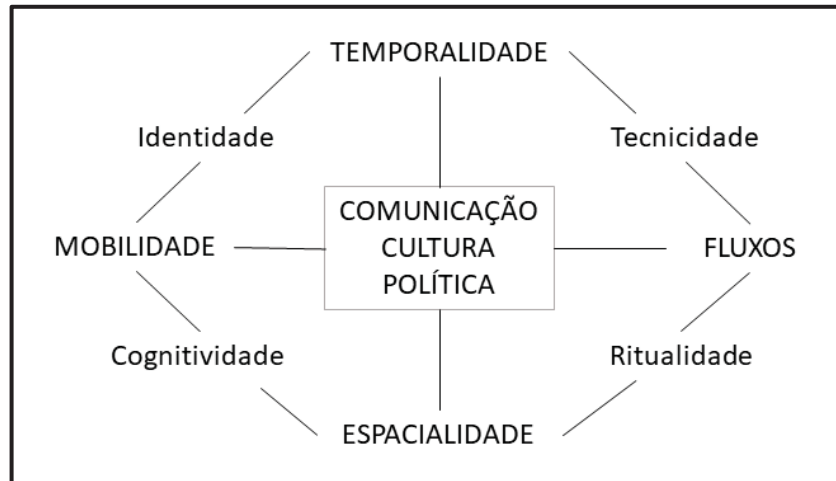 TEMPORALIDADE
Identidade
Tecnicidade
COMUNICAÇÃO
CULTURA
POLÍTICA
MOBILIDADE
FLUXOS
Cognitividade
Ritualidade
ESPACIALIDADE